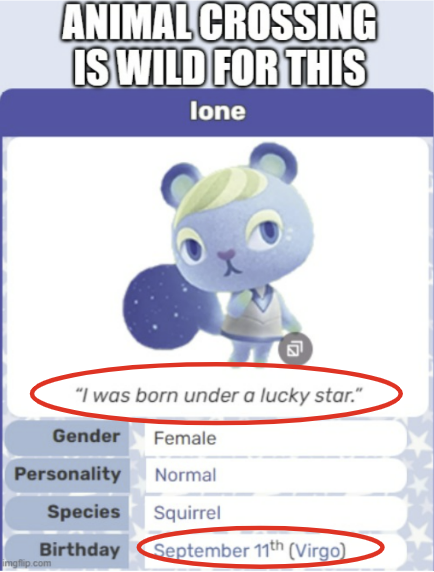 ANIMAL CROSSING
IS WILD FOR THIS
Ione
"I was born under a lucky star."
Gender Female
Personality Normal
Species Squirrel
Birthday September 11th (Virgo)
imgflip.com